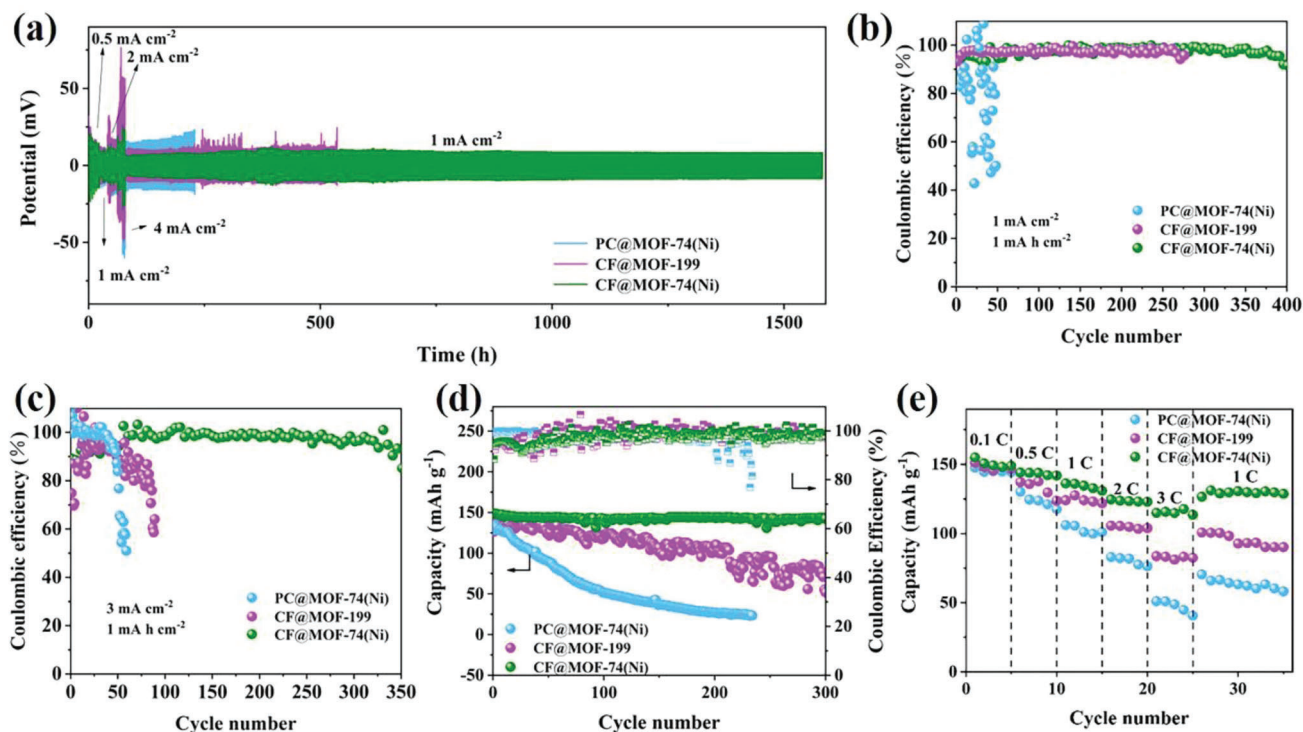 (a)
0.5 mA cm⁻²
2 mA cm⁻²
1 mA cm⁻²
4 mA cm⁻²
1 mA cm⁻²
PC@MOF-74(Ni)
CF@MOF-199
CF@MOF-74(Ni)
Potential (mV)
50
0
-50
0 500 1000 1500
Time (h)
(b)
Coulombic efficiency (%)
100
80
60
40
20
0
1 mA cm⁻²
1 mA h cm⁻²
PC@MOF-74(Ni)
CF@MOF-199
CF@MOF-74(Ni)
0 50 100 150 200 250 300 350 400
Cycle number
(c)
Coulombic efficiency (%)
100
80
60
40
20
0
3 mA cm⁻²
1 mA h cm⁻²
PC@MOF-74(Ni)
CF@MOF-199
CF@MOF-74(Ni)
0 50 100 150 200 250 300 350
Cycle number
(d)
Capacity (mAh g⁻¹)
250
200
150
100
50
0
-50
PC@MOF-74(Ni)
CF@MOF-199
CF@MOF-74(Ni)
100
80
60
40
20
0
Coulombic Efficiency (%)
0 100 200 300
Cycle number
(e)
Capacity (mAh g⁻¹)
150
100
50
0
PC@MOF-74(Ni)
CF@MOF-199
CF@MOF-74(Ni)
0.1 C
0.5 C
1 C
2 C
3 C
1 C
0 10 20 30
Cycle number